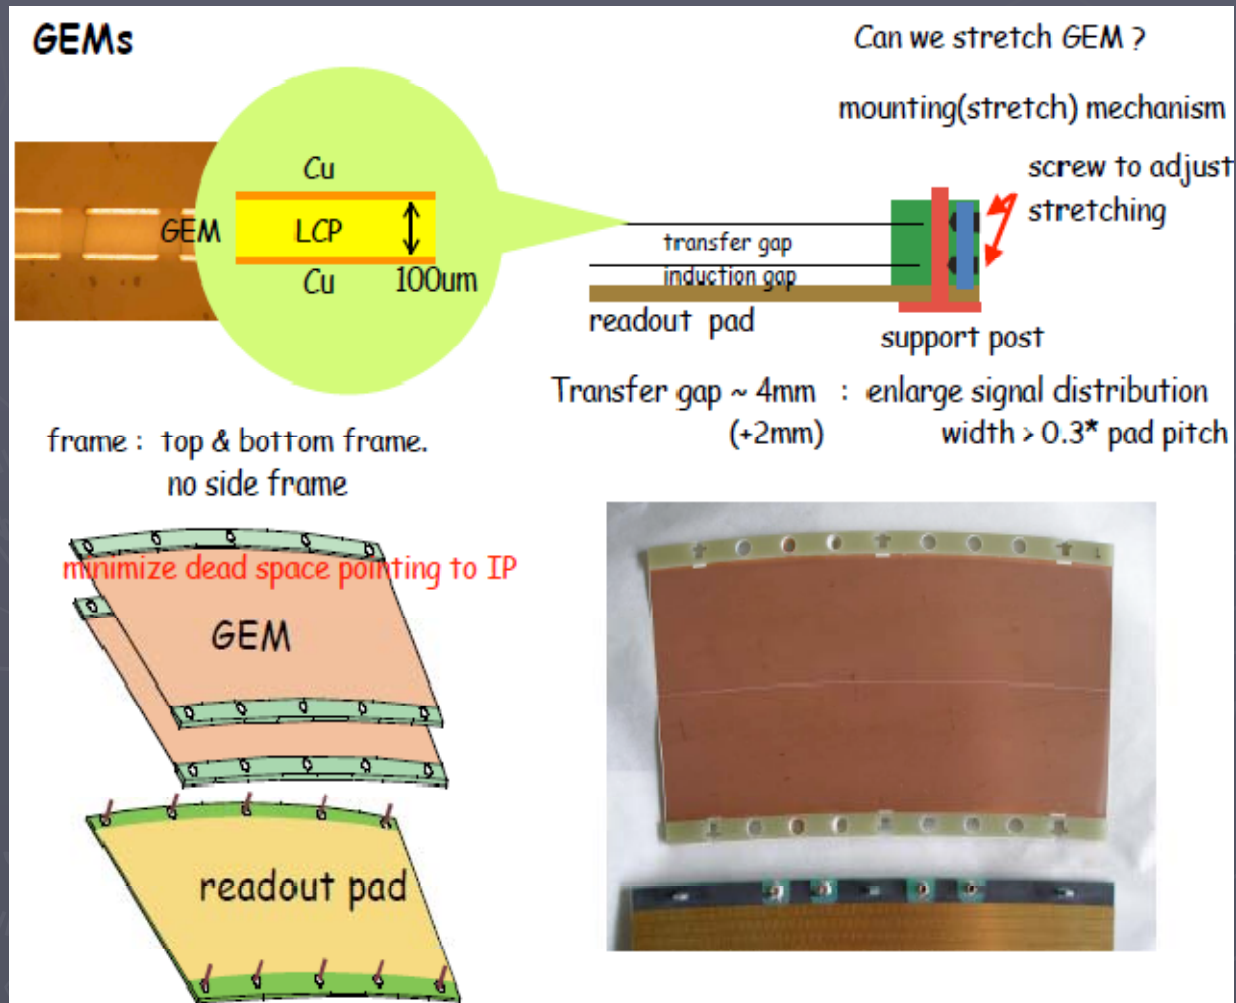 GEMs
Can we stretch GEM ?
mounting(stretch) mechanism
screw to adjust
stretching
Cu
GEM
LCP
Cu
100um
transfer gap
induction gap
readout pad
support post
Transfer gap ~ 4mm : enlarge signal distribution
(+2mm) width > 0.3* pad pitch
frame : top & bottom frame.
no side frame
minimize dead space pointing to IP
GEM
readout pad